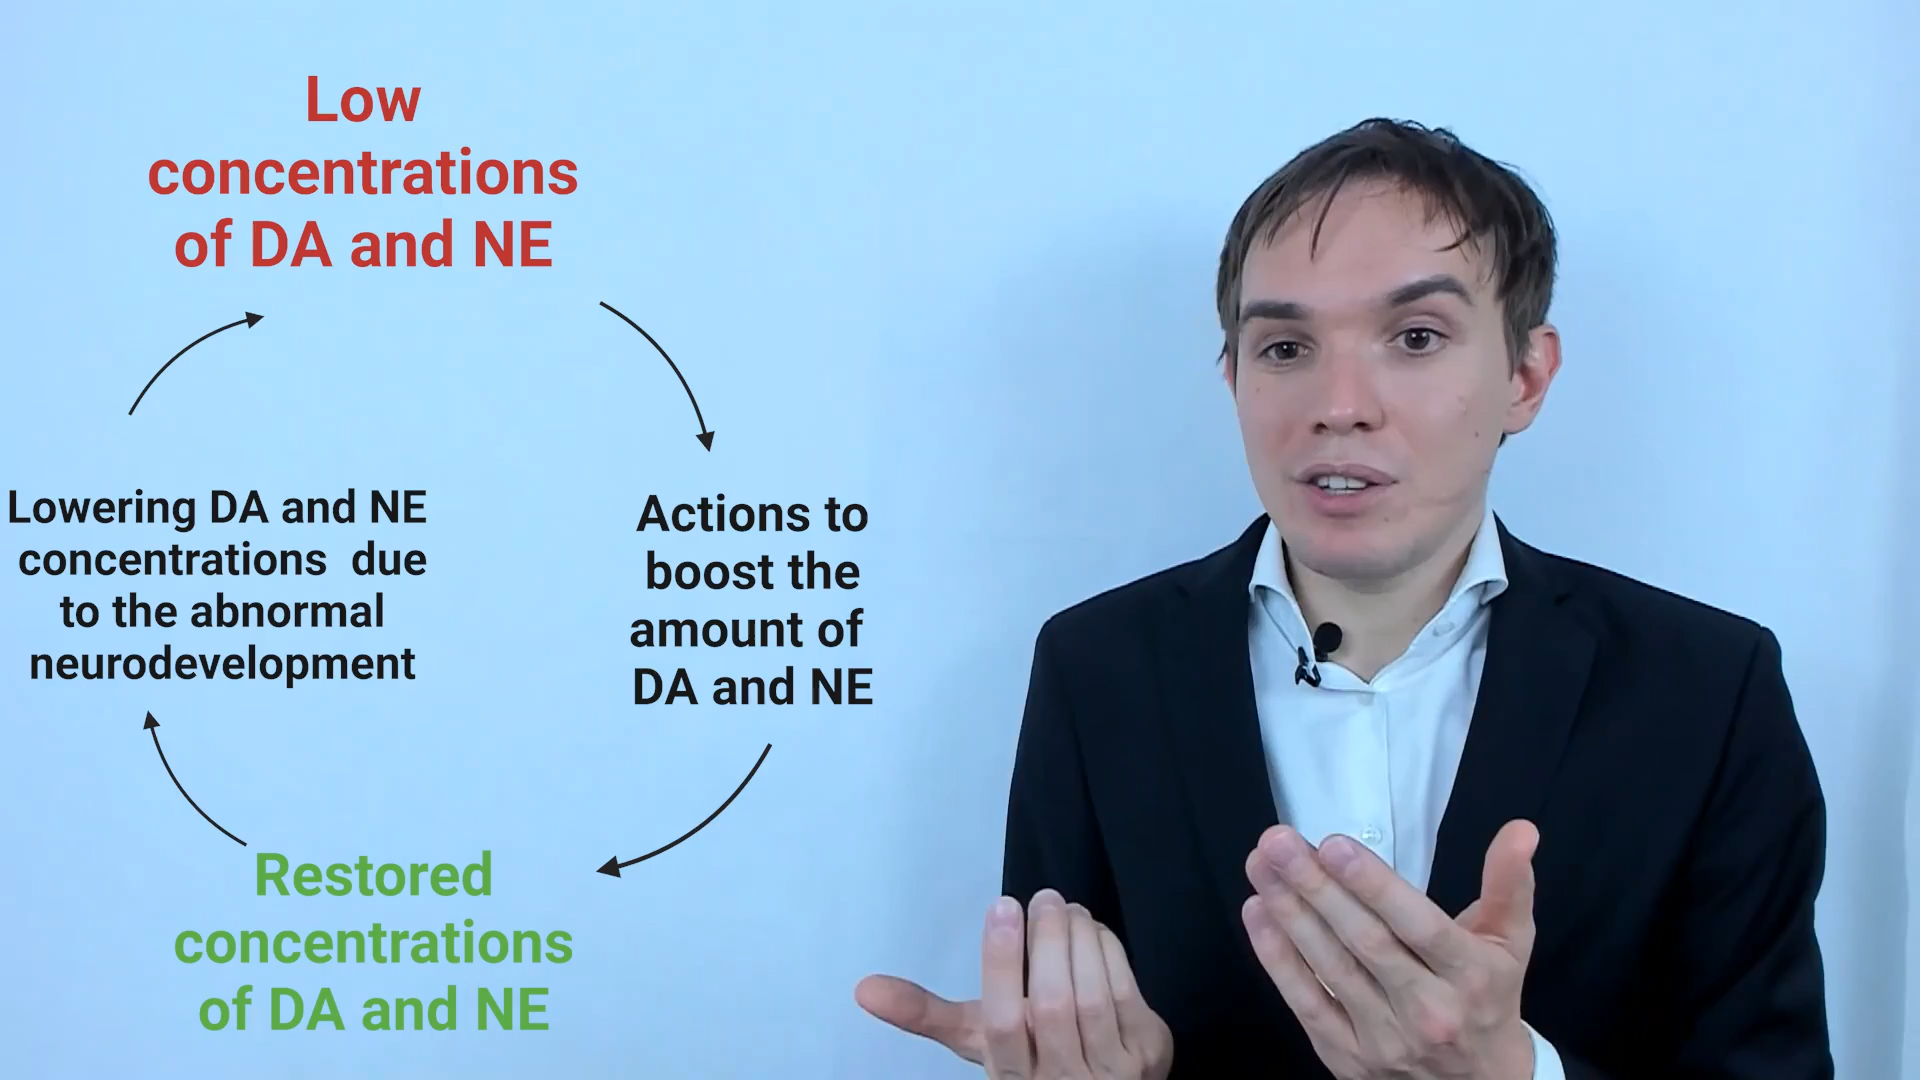 Low
concentrations
of DA and NE
Actions to
boost the
amount of
DA and NE
Restored
concentrations
of DA and NE
Lowering DA and NE
concentrations due
to the abnormal
neurodevelopment